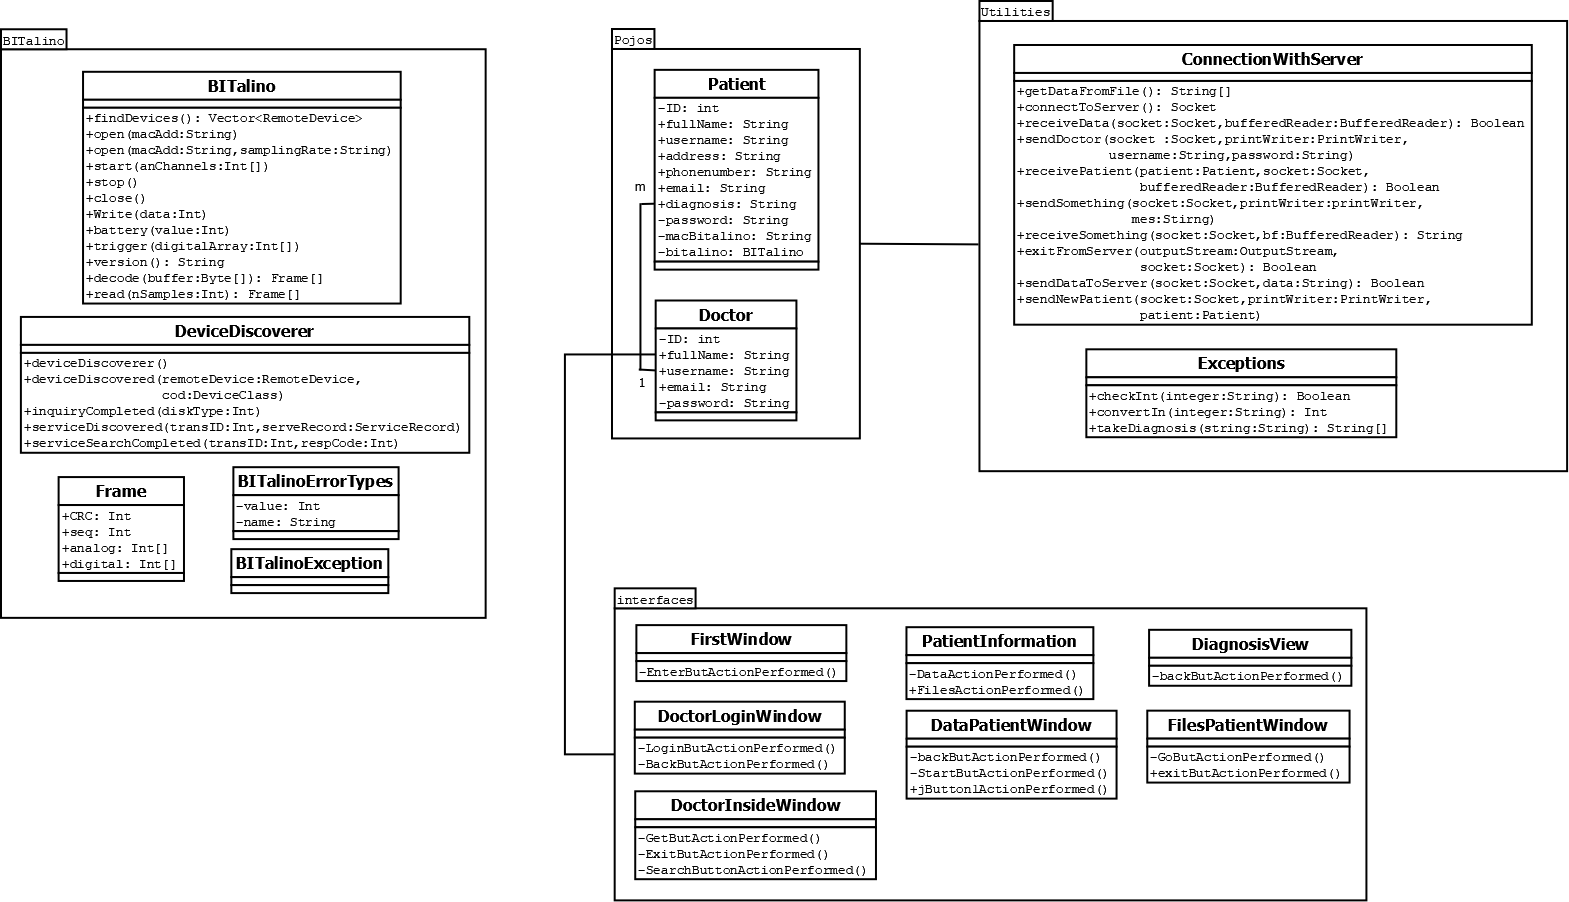 BITalino
BITalino
+findDevices(): Vector<RemoteDevice>
+open(macAdd:String)
+open(macAdd:String,samplingRate:String)
+start(anChannels:Int[])
+stop()
+close()
+Write(data:Int)
+battery(value:Int)
+trigger(digitalArray:Int[])
+version(): String
+decode(buffer:Byte[]): Frame[]
+read(nSamples:Int): Frame[]
DeviceDiscoverer
+deviceDiscoverer()
+deviceDiscovered(remoteDevice:RemoteDevice,
cod:DeviceClass)
+inquiryCompleted(diskType:Int)
+serviceDiscovered(transID:Int,serveRecord:ServiceRecord)
+serviceSearchCompleted(transID:Int,respCode:Int)
Frame
+CRC: Int
+seq: Int
+analog: Int[]
+digital: Int[]
BITalinoErrorTypes
-value: Int
-name: String
BITalinoException
Pojos
Patient
-ID: int
+fullName: String
+username: String
+address: String
+phonenumber: String
+email: String
+diagnosis: String
-password: String
-macBitalino: String
-bitalino: BITalino
m
Doctor
-ID: int
+fullName: String
+username: String
+email: String
-password: String
1
Utilities
ConnectionWithServer
+getDataFromFile(): String[]
+connectToServer(): Socket
+receiveData(socket:Socket,bufferedReader:BufferedReader): Boolean
+sendDoctor(socket :Socket,printWriter:PrintWriter,
username:String,password:String)
+receivePatient(patient:Patient,socket:Socket,
bufferedReader:BufferedReader): Boolean
+sendSomething(socket:Socket,printWriter:printWriter,
mes:Stirng)
+receiveSomething(socket:Socket,bf:BufferedReader): String
+exitFromServer(outputStream:OutputStream,
socket:Socket): Boolean
+sendDataToServer(socket:Socket,data:String): Boolean
+sendNewPatient(socket:Socket,printWriter:PrintWriter,
patient:Patient)
Exceptions
+checkInt(integer:String): Boolean
+convertIn(integer:String): Int
+takeDiagnosis(string:String): String[]
interfaces
FirstWindow
-EnterButActionPerformed()
DoctorLoginWindow
-LoginButActionPerformed()
-BackButActionPerformed()
DoctorInsideWindow
-GetButActionPerformed()
-ExitButActionPerformed()
-SearchButtonActionPerformed()
PatientInformation
-DataActionPerformed()
+FilesActionPerformed()
DataPatientWindow
-backButActionPerformed()
-StartButActionPerformed()
+jButton1ActionPerformed()
DiagnosisView
-backButActionPerformed()
FilesPatientWindow
-GoButActionPerformed()
+exitButActionPerformed()